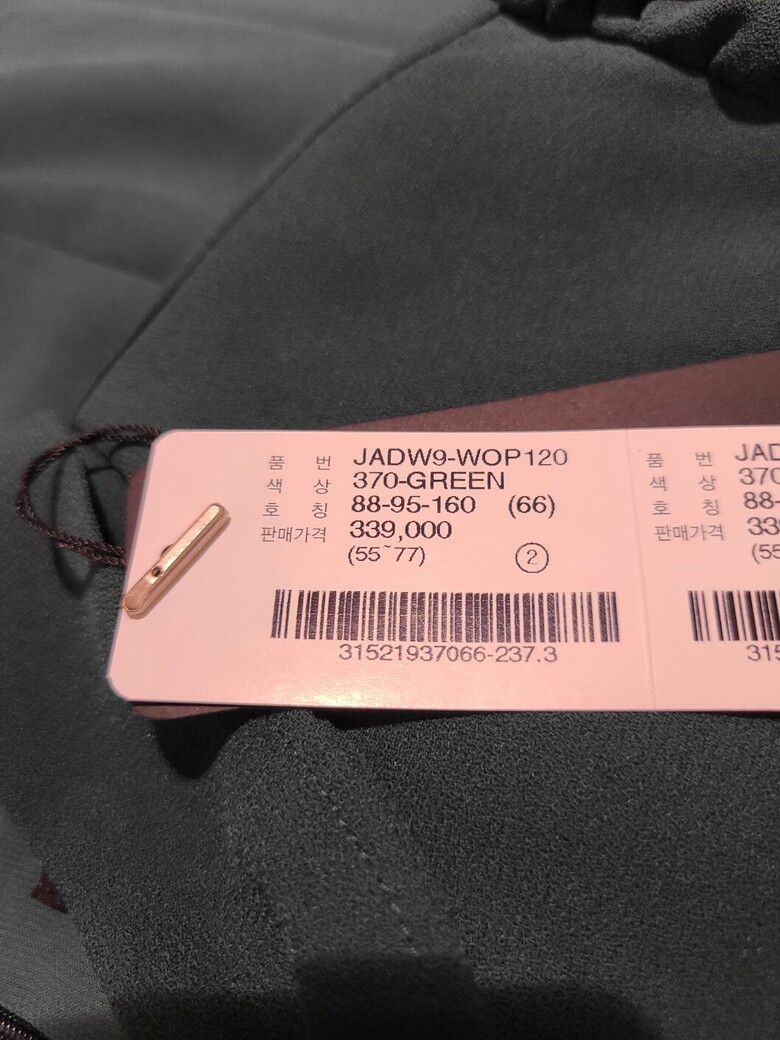 품 번 JADW9-WOP120
색 상 370-GREEN
호 칭 88-95-160 (66)
판매가격 339,000
(55~77) ②
31521937066-237.3
품 번 JAD
색 상 370
호 칭 88-
판매가격 33
(55
315